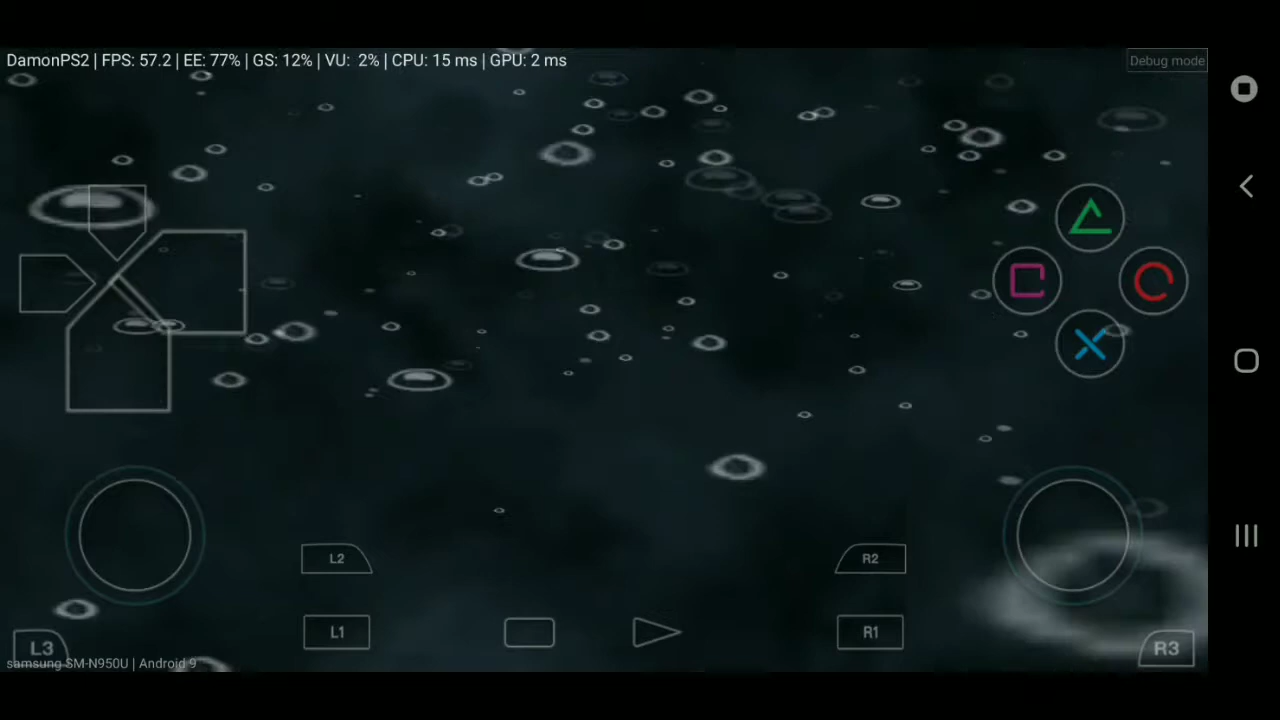 DamonPS2 | FPS: 57.2 | EE: 77% | GS: 12% | VU: 2% | CPU: 15 ms | GPU: 2 ms
Debug mode
L2
R2
L1
R1
L3
R3
samsung SM-N950U | Android 9